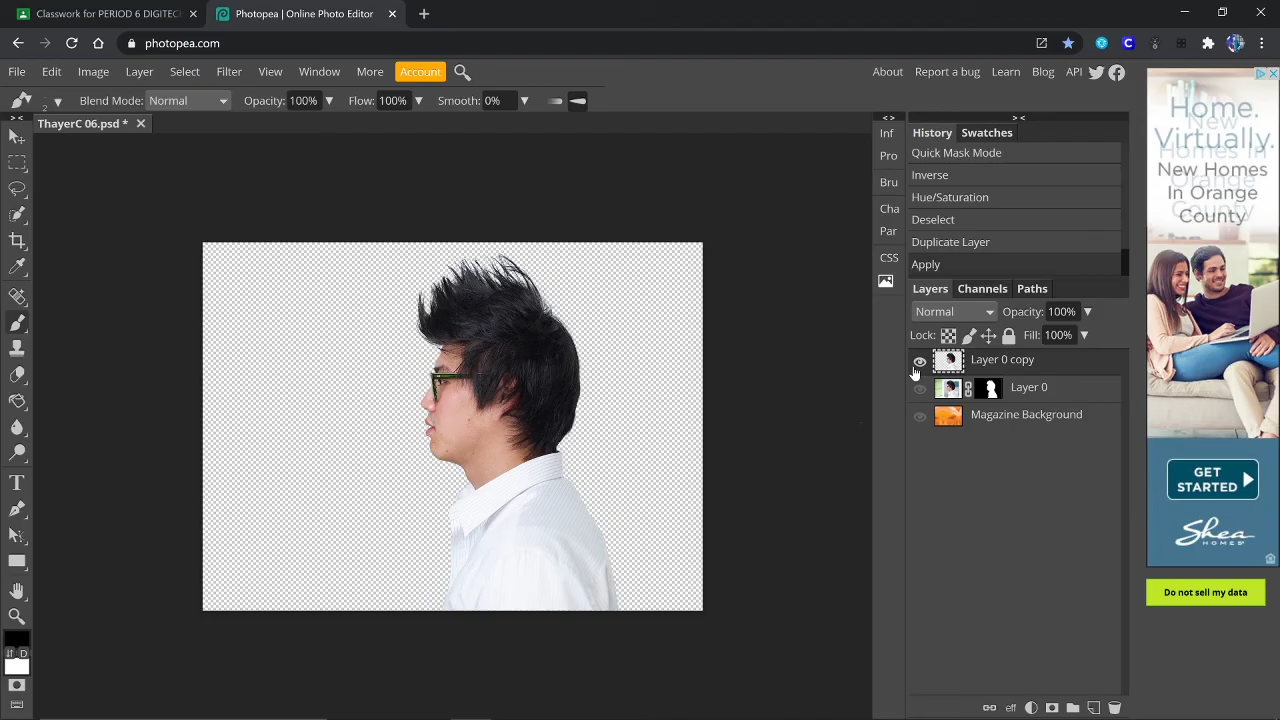 Classwork for PERIOD 6 DIGITECH
Photopea | Online Photo Editor
photopea.com
File Edit Image Layer Select Filter View Window More Account
About Report a bug Learn Blog API
2 Blend Mode: Normal Opacity: 100% Flow: 100% Smooth: 0%
ThayerC 06.psd *
Inf
Pro
Bru
Cha
Par
CSS
History Swatches
Quick Mask Mode
Inverse
Hue/Saturation
Deselect
Duplicate Layer
Apply
Layers Channels Paths
Normal Opacity: 100%
Lock: Fill: 100%
Layer 0 copy
Layer 0
Magazine Background
eff
D
Home.
Virtually.
New Homes
In Orange
County
GET
STARTED
Shea
HOMES
Do not sell my data